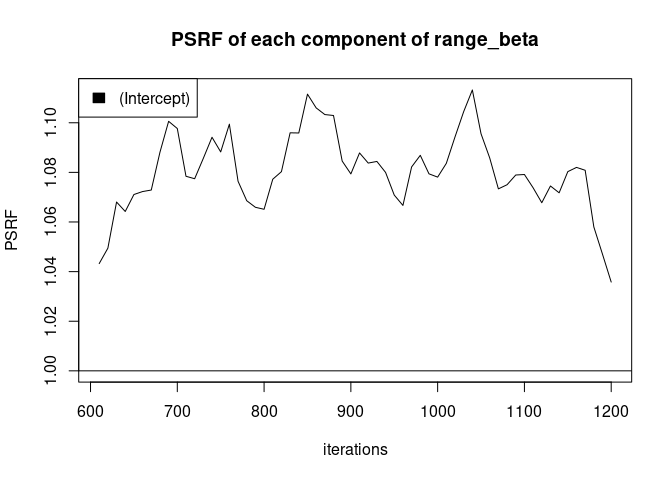 PSRF of each component of range_beta
(Intercept)
PSRF
1.10
1.08
1.06
1.04
1.02
1.00
600 700 800 900 1000 1100 1200
iterations